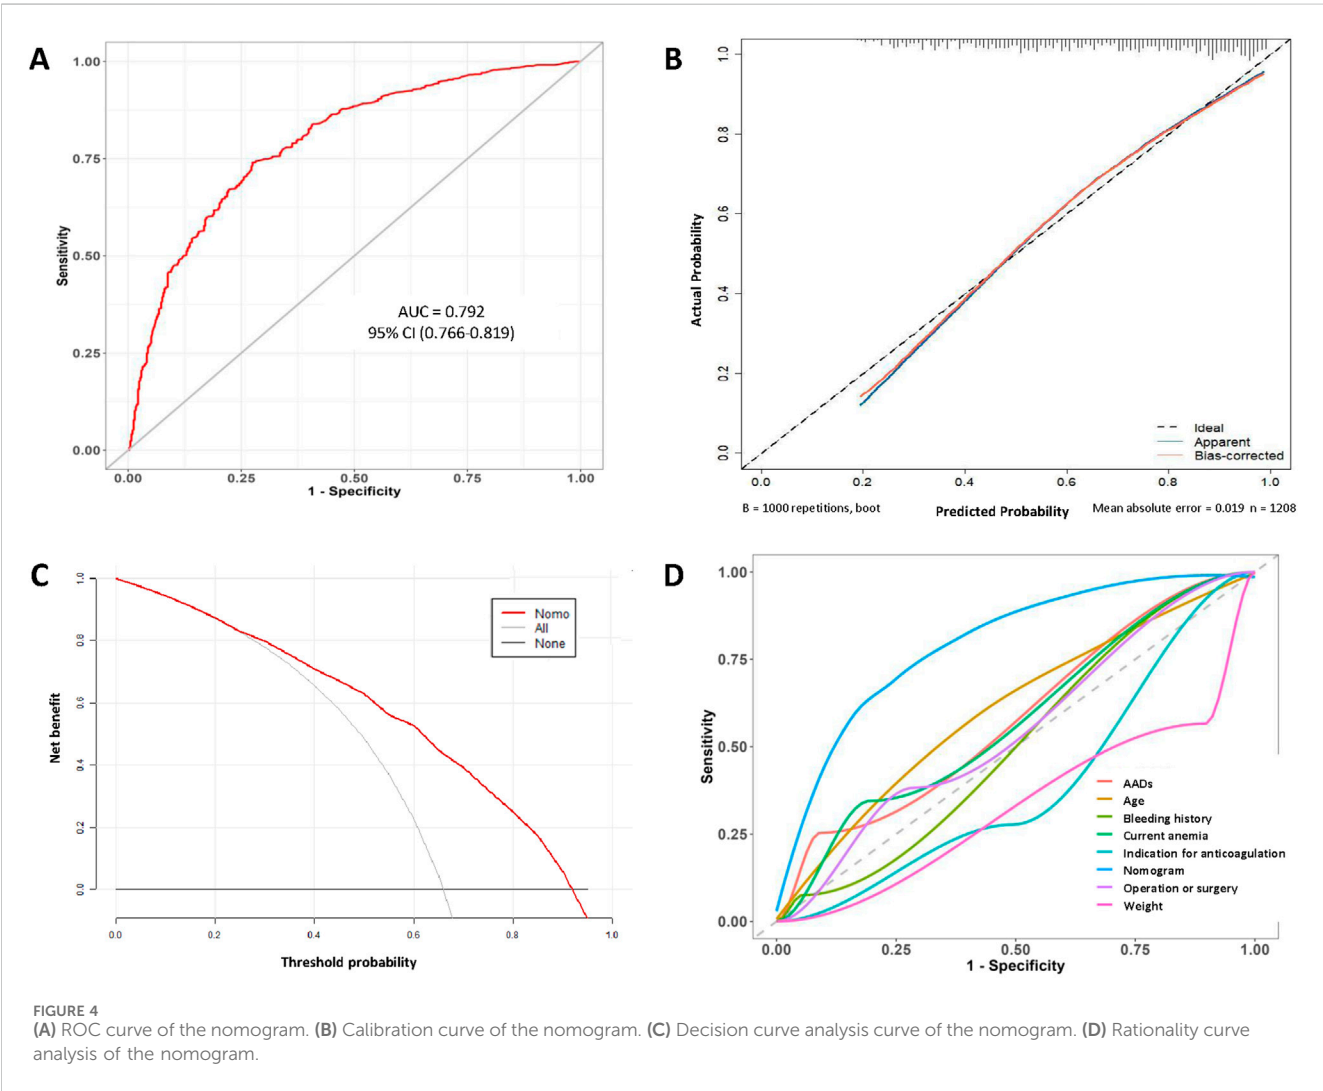 A
1.00
0.75
0.50
0.25
0.00
Sensitivity
AUC = 0.792
95% CI (0.766-0.819)
0.00 0.25 0.50 0.75 1.00
1 - Specificity
B
1.0
0.8
0.6
0.4
0.2
0.0
Actual Probability
Ideal
Apparent
Bias-corrected
0.0 0.2 0.4 0.6 0.8 1.0
B = 1000 repetitions, boot
Predicted Probability
Mean absolute error = 0.019 n = 1208
C
1.0
0.8
0.6
0.4
0.2
0.0
Net benefit
Nomo
All
None
0.0 0.2 0.4 0.6 0.8 1.0
Threshold probability
D
1.00
0.75
0.50
0.25
0.00
Sensitivity
AADs
Age
Bleeding history
Current anemia
Indication for anticoagulation
Nomogram
Operation or surgery
Weight
0.00 0.25 0.50 0.75 1.00
1 - Specificity
FIGURE 4
(A) ROC curve of the nomogram. (B) Calibration curve of the nomogram. (C) Decision curve analysis curve of the nomogram. (D) Rationality curve
analysis of the nomogram.